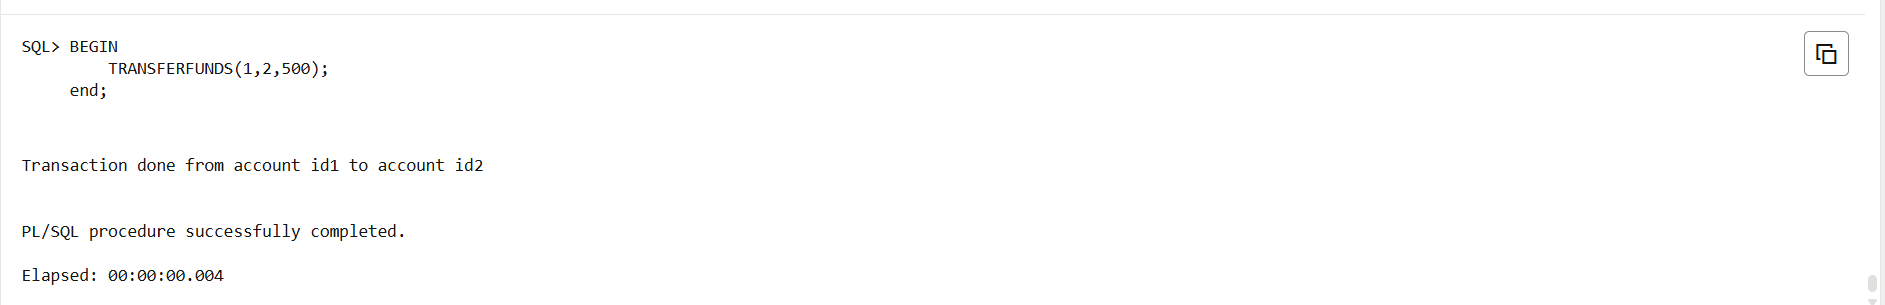 SQL> BEGIN
TRANSFERFUNDS(1,2,500);
end;
Transaction done from account id1 to account id2
PL/SQL procedure successfully completed.
Elapsed: 00:00:00.004